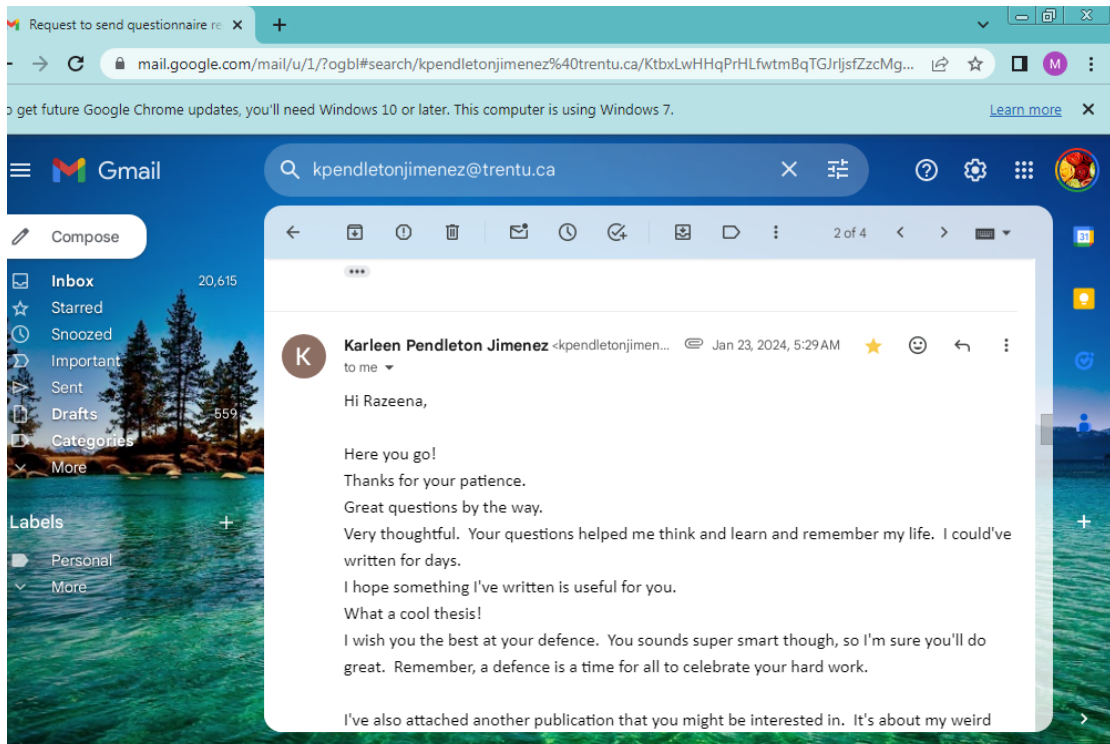 Request to send questionnaire re
mail.google.com/mail/u/1/?ogbl#search/kpendletonjimenez%40trentu.ca/KtbxLwHHqPrHLfwtmBqTGJrljsfZzcMg...
M
get future Google Chrome updates, you'll need Windows 10 or later. This computer is using Windows 7.
Learn more
Gmail
kpendletonjimenez@trentu.ca
Compose
2 of 4
31
Inbox 20,615
Starred
Snoozed
Important
Sent
Drafts 559
Categories
More
Labels
Personal
More
K
Karleen Pendleton Jimenez <kpendletonjimen... Jan 23, 2024, 5:29 AM
to me
Hi Razeena,
Here you go!
Thanks for your patience.
Great questions by the way.
Very thoughtful. Your questions helped me think and learn and remember my life. I could've
written for days.
I hope something I've written is useful for you.
What a cool thesis!
I wish you the best at your defence. You sounds super smart though, so I'm sure you'll do
great. Remember, a defence is a time for all to celebrate your hard work.
I've also attached another publication that you might be interested in. It's about my weird